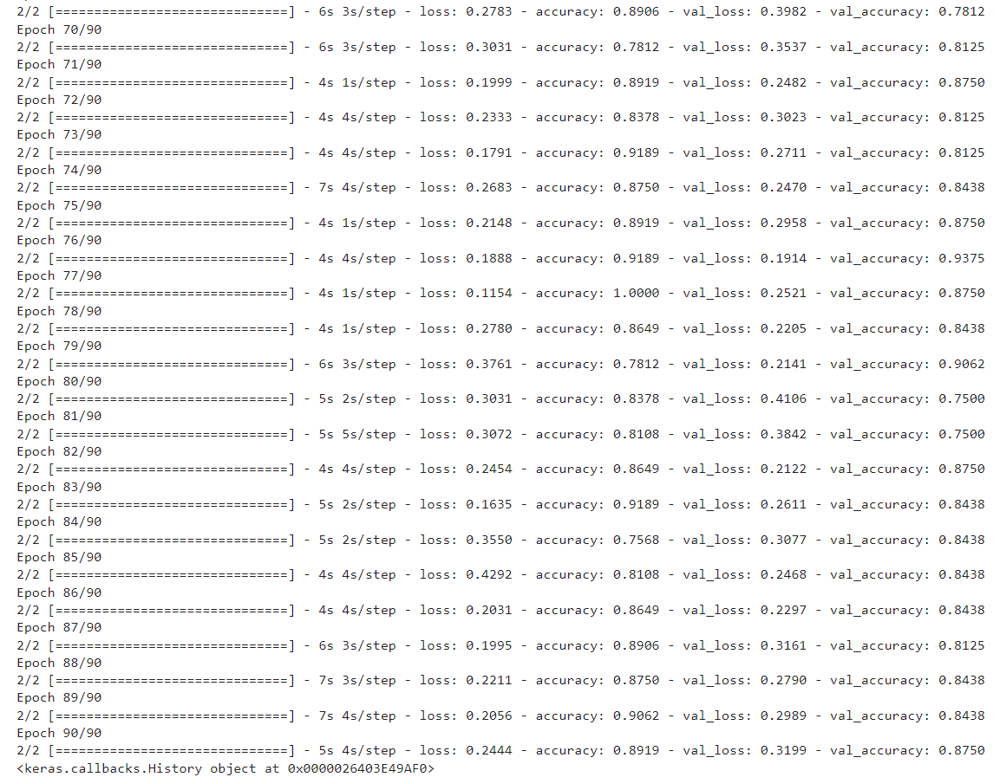 2/2 [==============================] - 6s 3s/step - loss: 0.2783 - accuracy: 0.8906 - val_loss: 0.3982 - val_accuracy: 0.7812
Epoch 70/90
2/2 [==============================] - 6s 3s/step - loss: 0.3031 - accuracy: 0.7812 - val_loss: 0.3537 - val_accuracy: 0.8125
Epoch 71/90
2/2 [==============================] - 4s 1s/step - loss: 0.1999 - accuracy: 0.8919 - val_loss: 0.2482 - val_accuracy: 0.8750
Epoch 72/90
2/2 [==============================] - 4s 4s/step - loss: 0.2333 - accuracy: 0.8378 - val_loss: 0.3023 - val_accuracy: 0.8125
Epoch 73/90
2/2 [==============================] - 4s 4s/step - loss: 0.1791 - accuracy: 0.9189 - val_loss: 0.2711 - val_accuracy: 0.8125
Epoch 74/90
2/2 [==============================] - 7s 4s/step - loss: 0.2683 - accuracy: 0.8750 - val_loss: 0.2470 - val_accuracy: 0.8438
Epoch 75/90
2/2 [==============================] - 4s 1s/step - loss: 0.2148 - accuracy: 0.8919 - val_loss: 0.2958 - val_accuracy: 0.8750
Epoch 76/90
2/2 [==============================] - 4s 4s/step - loss: 0.1888 - accuracy: 0.9189 - val_loss: 0.1914 - val_accuracy: 0.9375
Epoch 77/90
2/2 [==============================] - 4s 1s/step - loss: 0.1154 - accuracy: 1.0000 - val_loss: 0.2521 - val_accuracy: 0.8750
Epoch 78/90
2/2 [==============================] - 4s 1s/step - loss: 0.2780 - accuracy: 0.8649 - val_loss: 0.2205 - val_accuracy: 0.8438
Epoch 79/90
2/2 [==============================] - 6s 3s/step - loss: 0.3761 - accuracy: 0.7812 - val_loss: 0.2141 - val_accuracy: 0.9062
Epoch 80/90
2/2 [==============================] - 5s 2s/step - loss: 0.3031 - accuracy: 0.8378 - val_loss: 0.4106 - val_accuracy: 0.7500
Epoch 81/90
2/2 [==============================] - 5s 5s/step - loss: 0.3072 - accuracy: 0.8108 - val_loss: 0.3842 - val_accuracy: 0.7500
Epoch 82/90
2/2 [==============================] - 4s 4s/step - loss: 0.2454 - accuracy: 0.8649 - val_loss: 0.2122 - val_accuracy: 0.8750
Epoch 83/90
2/2 [==============================] - 5s 2s/step - loss: 0.1635 - accuracy: 0.9189 - val_loss: 0.2611 - val_accuracy: 0.8438
Epoch 84/90
2/2 [==============================] - 5s 2s/step - loss: 0.3550 - accuracy: 0.7568 - val_loss: 0.3077 - val_accuracy: 0.8438
Epoch 85/90
2/2 [==============================] - 4s 4s/step - loss: 0.4292 - accuracy: 0.8108 - val_loss: 0.2468 - val_accuracy: 0.8438
Epoch 86/90
2/2 [==============================] - 4s 4s/step - loss: 0.2031 - accuracy: 0.8649 - val_loss: 0.2297 - val_accuracy: 0.8438
Epoch 87/90
2/2 [==============================] - 6s 3s/step - loss: 0.1995 - accuracy: 0.8906 - val_loss: 0.3161 - val_accuracy: 0.8125
Epoch 88/90
2/2 [==============================] - 7s 3s/step - loss: 0.2211 - accuracy: 0.8750 - val_loss: 0.2790 - val_accuracy: 0.8438
Epoch 89/90
2/2 [==============================] - 7s 4s/step - loss: 0.2056 - accuracy: 0.9062 - val_loss: 0.2989 - val_accuracy: 0.8438
Epoch 90/90
2/2 [==============================] - 5s 4s/step - loss: 0.2444 - accuracy: 0.8919 - val_loss: 0.3199 - val_accuracy: 0.8750
<keras.callbacks.History object at 0x0000026403E49AF0>